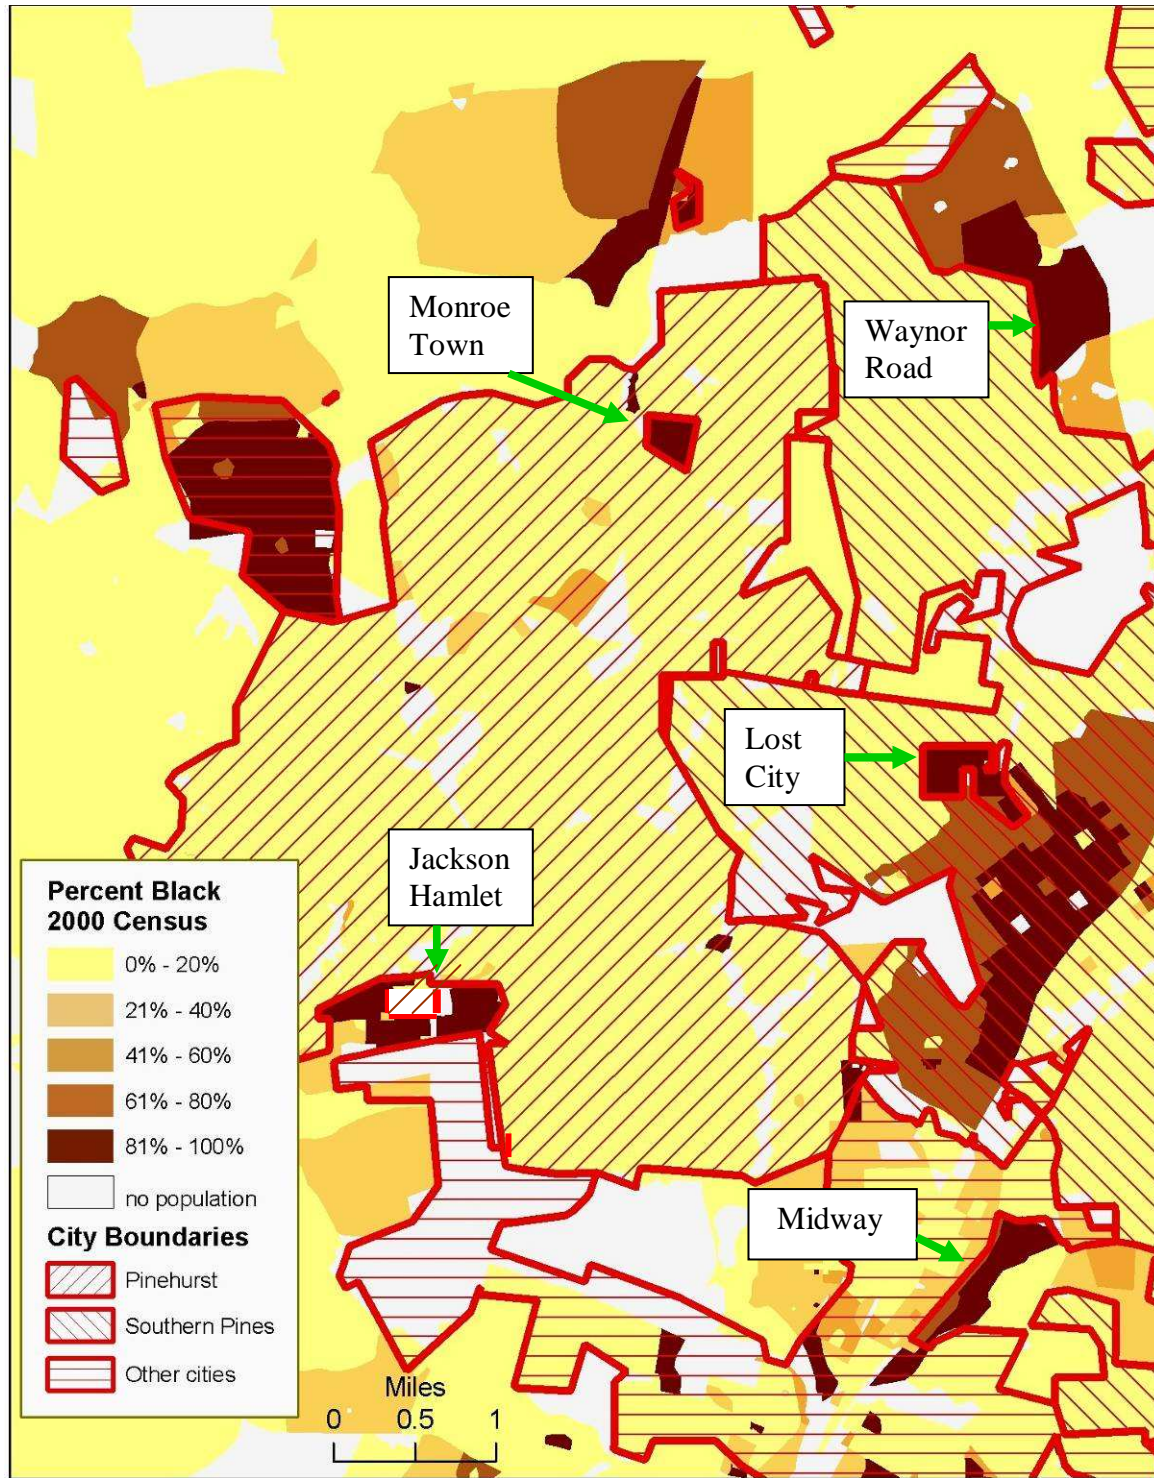 Monroe
Town
Waynor
Road
Lost
City
Jackson
Hamlet
Percent Black
2000 Census
0% - 20%
21% - 40%
41% - 60%
61% - 80%
81% - 100%
no population
City Boundaries
Pinehurst
Southern Pines
Other cities
Midway
Miles
0 0.5 1